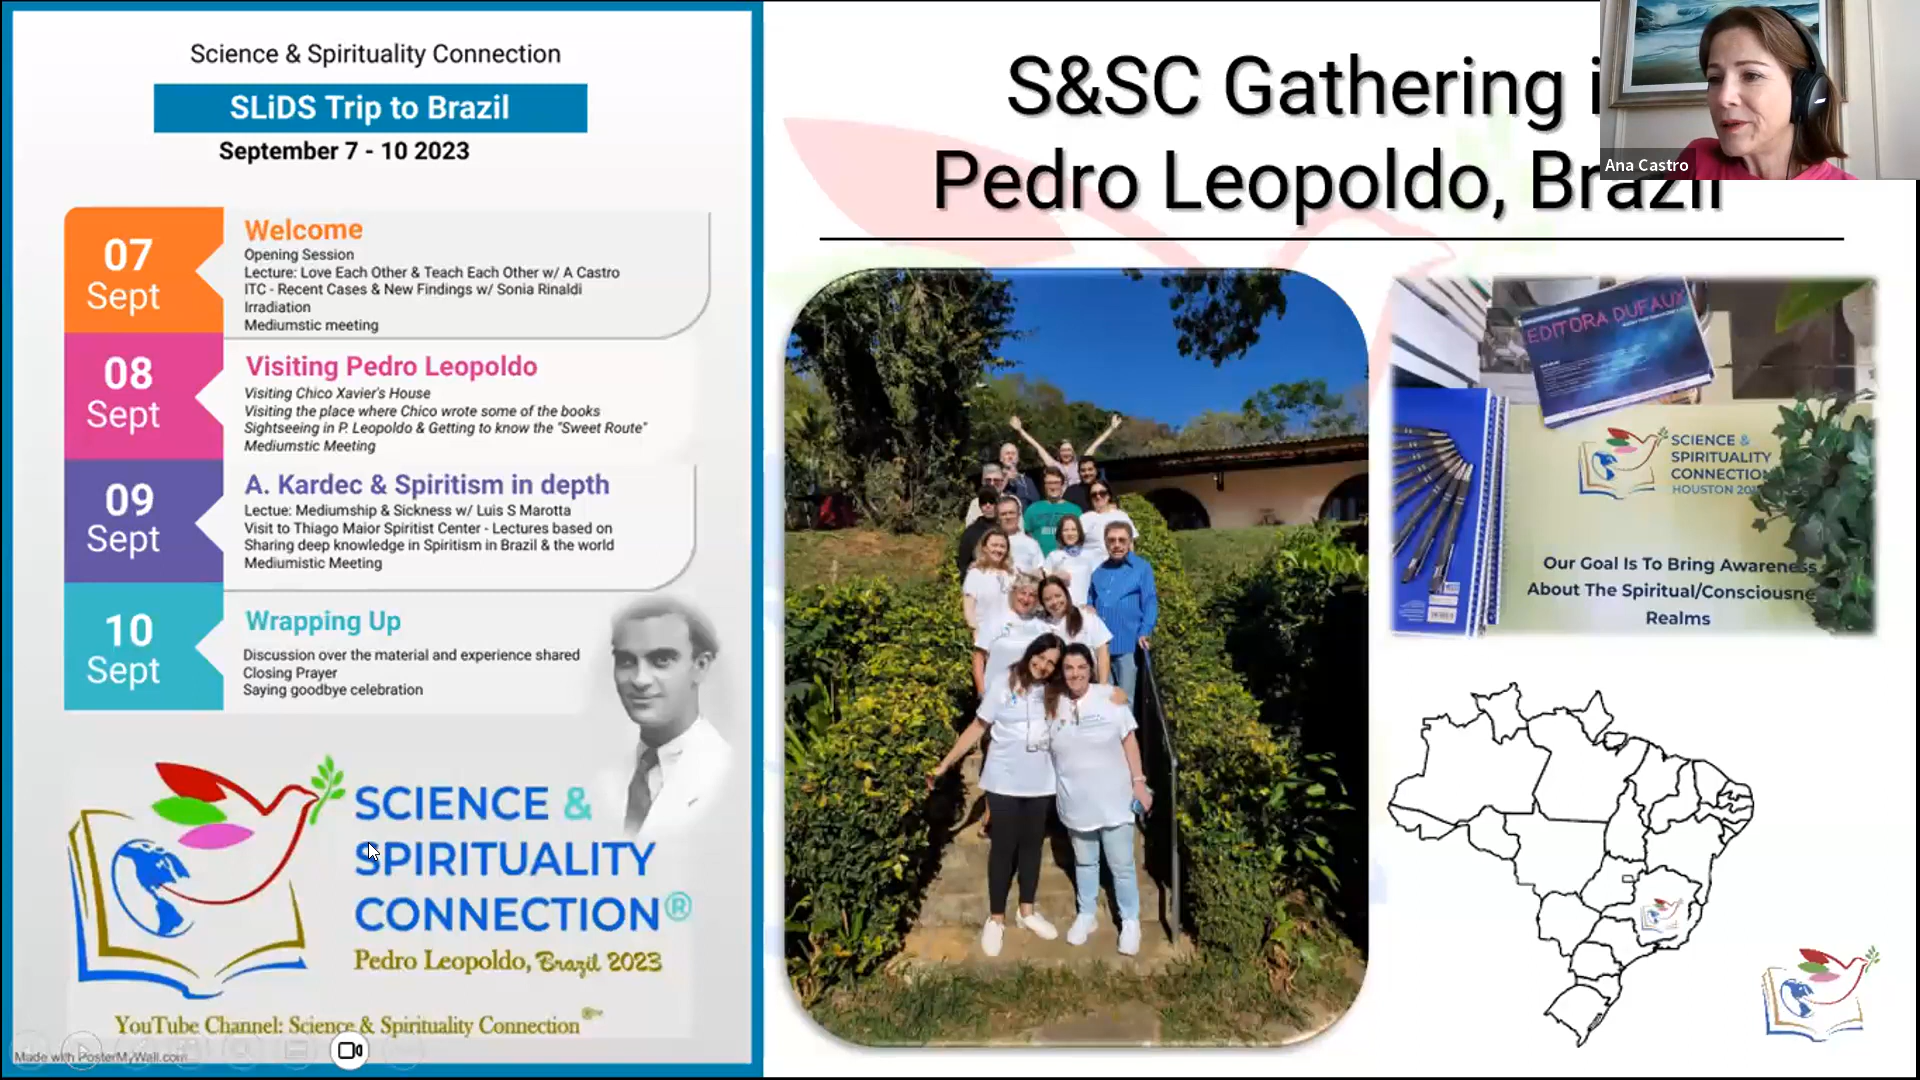 Science & Spirituality Connection
SLiDS Trip to Brazil
September 7 - 10 2023
07
Sept
Welcome
Opening Session
Lecture: Love Each Other & Teach Each Other w/ A Castro
ITC - Recent Cases & New Findings w/ Sonia Rinaldi
Irradiation
Mediumstic meeting
08
Sept
Visiting Pedro Leopoldo
Visiting Chico Xavier's House
Visiting the place where Chico wrote some of the books
Sightseeing in P. Leopoldo & Getting to know the "Sweet Route"
Mediumstic Meeting
09
Sept
A. Kardec & Spiritism in depth
Lectue: Mediumship & Sickness w/ Luis S Marotta
Visit to Thiago Maior Spiritist Center - Lectures based on
Sharing deep knowledge in Spiritism in Brazil & the world
Mediumistic Meeting
10
Sept
Wrapping Up
Discussion over the material and experience shared
Closing Prayer
Saying goodbye celebration
SCIENCE &
SPIRITUALITY
CONNECTION®
Pedro Leopoldo, Brazil 2023
YouTube Channel: Science & Spirituality Connection
Made with PosterMyWall.com
S&SC Gathering i
Pedro Leopoldo, Brazil
Ana Castro
EDITORA DUFAUX
SCIENCE &
SPIRITUALITY
CONNECTION
HOUSTON 20
Our Goal Is To Bring Awareness
About The Spiritual/Consciousne
Realms